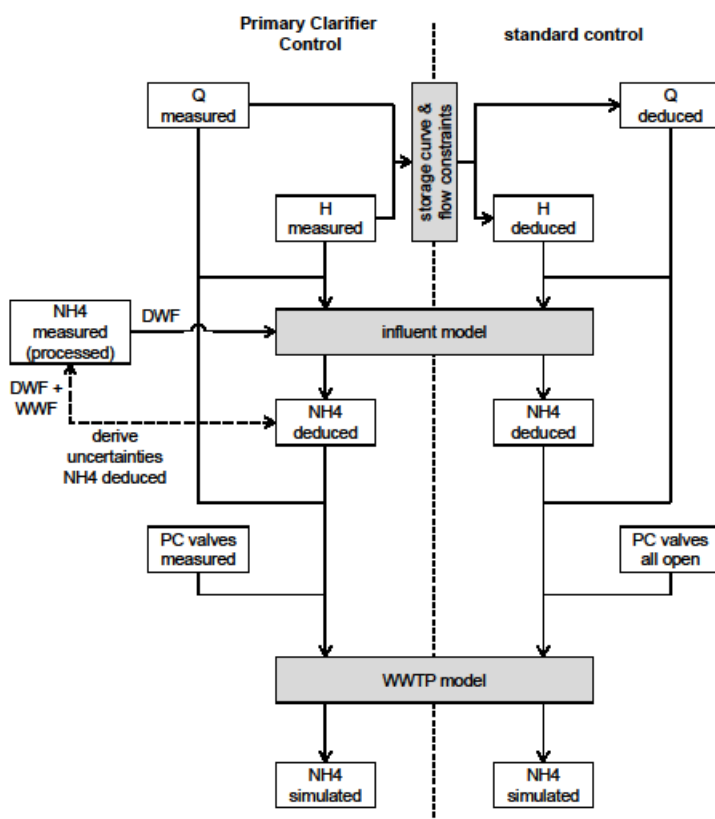 Primary Clarifier
Control
standard control
Q
measured
storage curve &
flow constraints
Q
deduced
H
measured
H
deduced
NH4
measured
(processed)
DWF
influent model
DWF +
WWF
NH4
deduced
NH4
deduced
derive
uncertainties
NH4 deduced
PC valves
measured
PC valves
all open
WWTP model
NH4
simulated
NH4
simulated